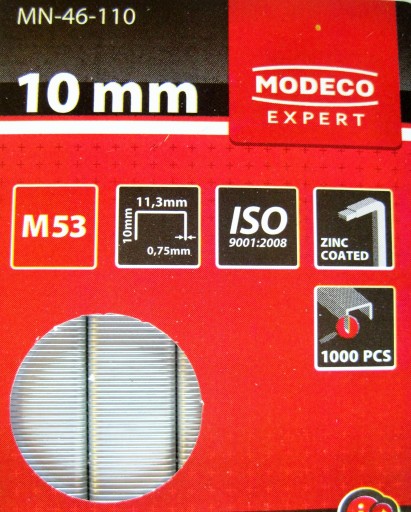 MN-46-110
10 mm
MODECO
EXPERT
M53
11,3mm
10mm
0,75mm
ISO
9001:2008
ZINC
COATED
1000 PCS